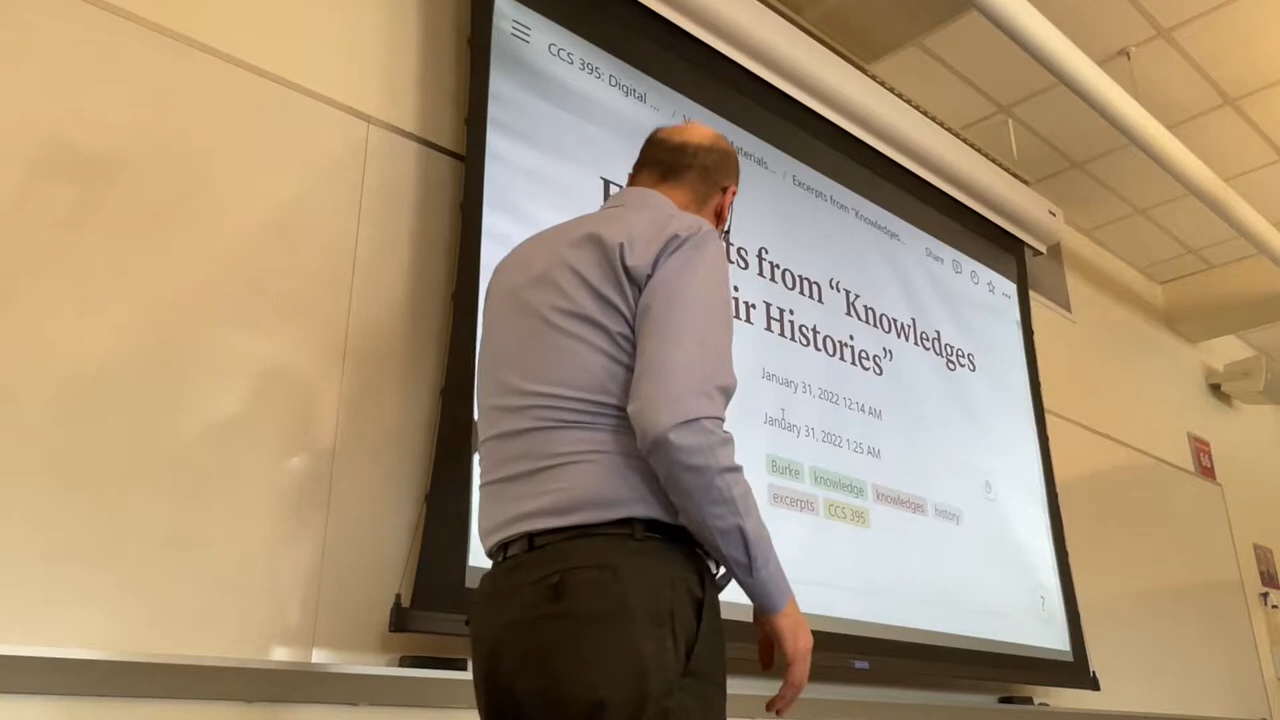 CCS 395: Digital ... / Materials... / Excerpts from "Knowledges...
Share
ts from “Knowledges
ir Histories”
January 31, 2022 12:14 AM
January 31, 2022 1:25 AM
Burke knowledge knowledges history
excerpts CCS 395
?